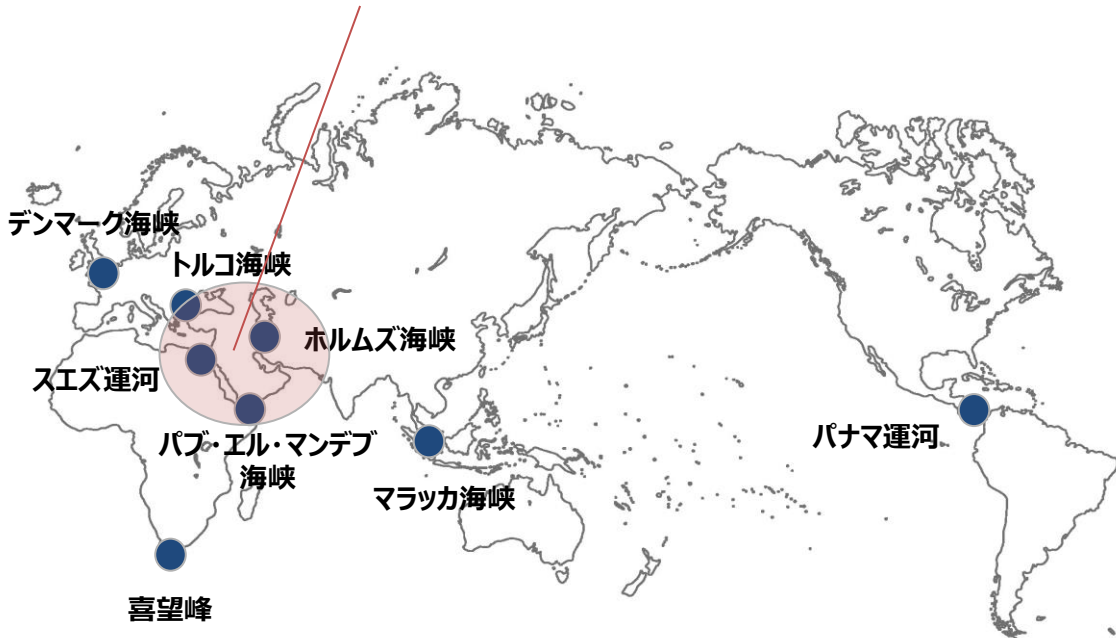 デンマーク海峡
トルコ海峡
ホルムズ海峡
スエズ運河
パブ・エル・マンデブ
海峡
パナマ運河
マラッカ海峡
喜望峰